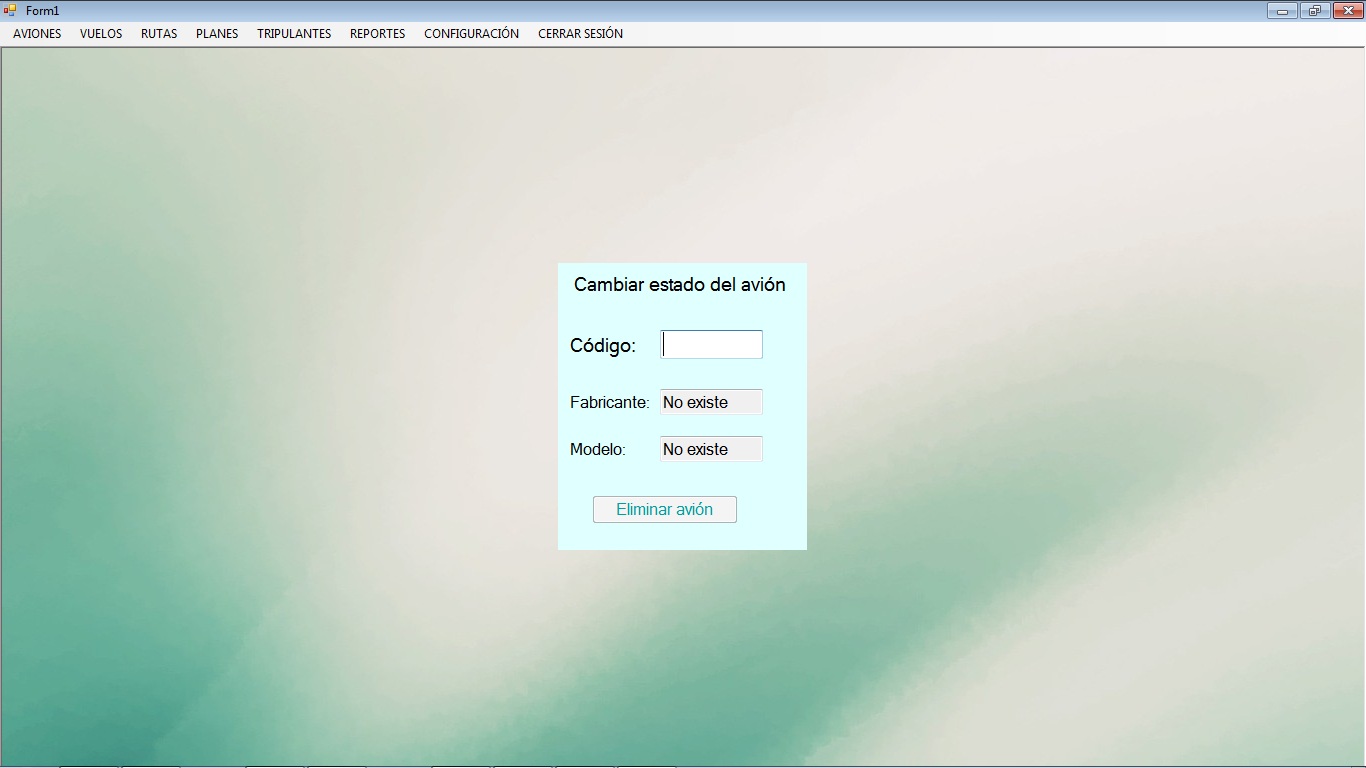 Form1
AVIONES VUELOS RUTAS PLANES TRIPULANTES REPORTES CONFIGURACIÓN CERRAR SESIÓN
Cambiar estado del avión
Código:
Fabricante: No existe
Modelo: No existe
Eliminar avión